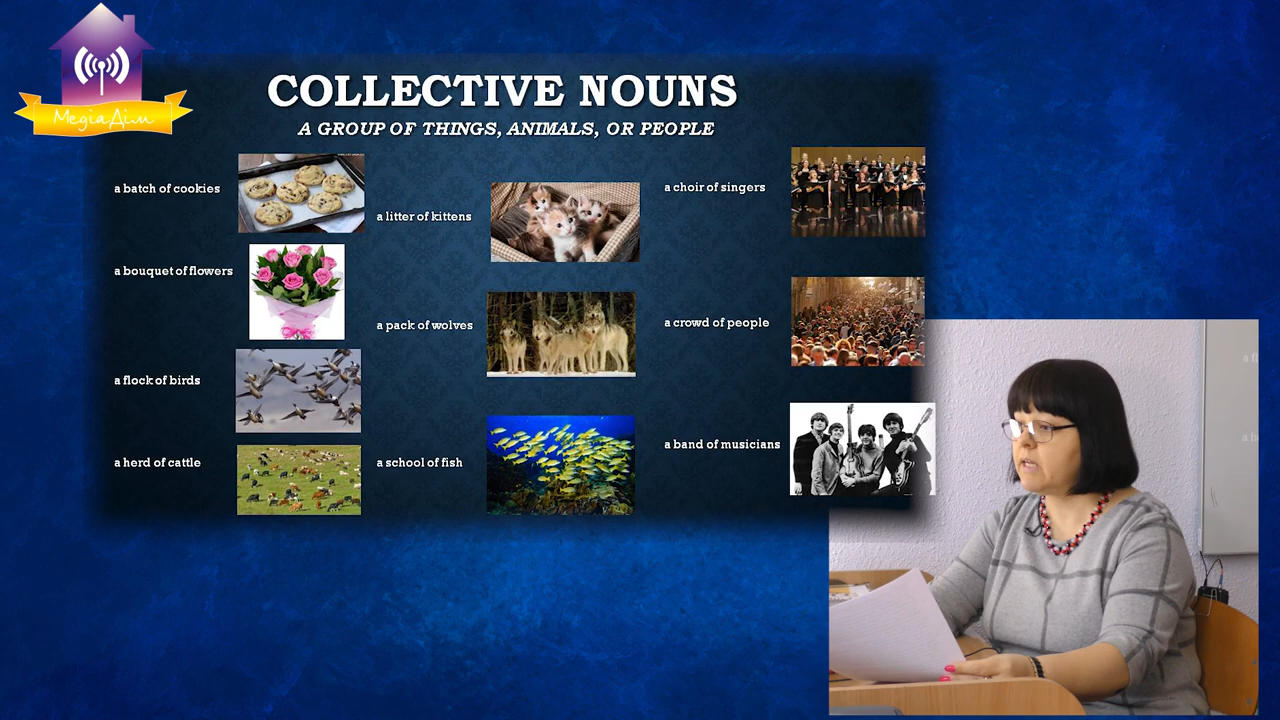 МедіаДім
COLLECTIVE NOUNS
A GROUP OF THINGS, ANIMALS, OR PEOPLE
a batch of cookies
a bouquet of flowers
a flock of birds
a herd of cattle
a litter of kittens
a pack of wolves
a school of fish
a choir of singers
a crowd of people
a band of musicians